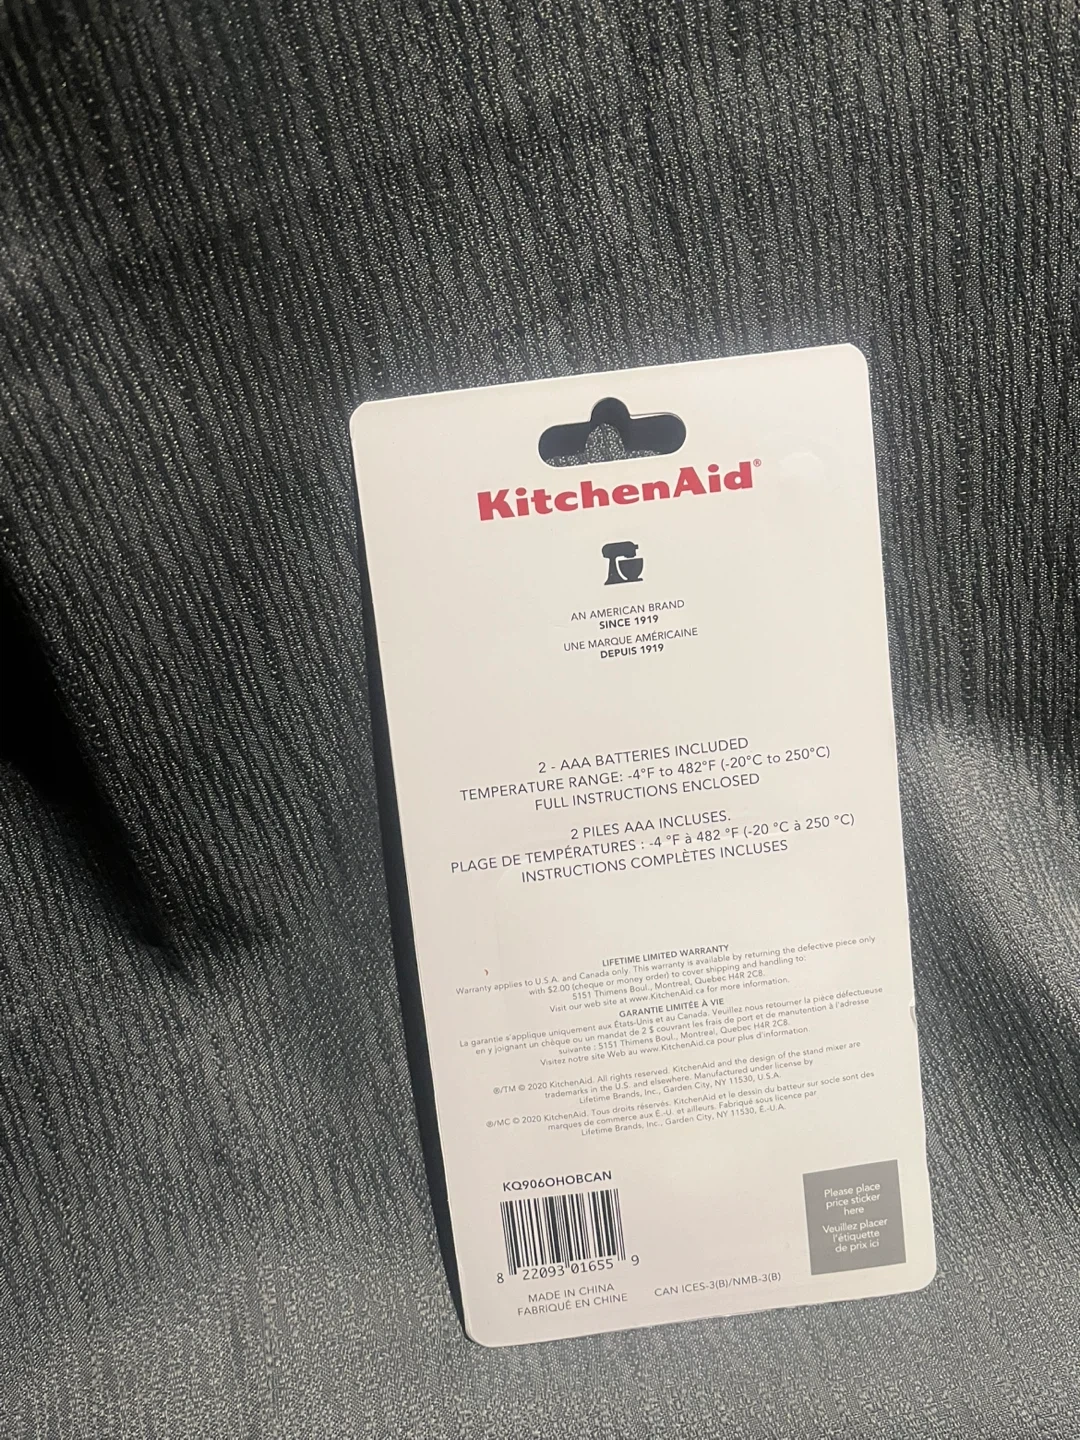 KitchenAid®
AN AMERICAN BRAND
SINCE 1919
UNE MARQUE AMÉRICAINE
DEPUIS 1919
2 - AAA BATTERIES INCLUDED
TEMPERATURE RANGE: -4°F to 482°F (-20°C to 250°C)
FULL INSTRUCTIONS ENCLOSED
2 PILES AAA INCLUSES.
PLAGE DE TEMPÉRATURES : -4 °F à 482 °F (-20 °C à 250 °C)
INSTRUCTIONS COMPLÈTES INCLUSES
LIFETIME LIMITED WARRANTY
Warranty applies to U.S.A. and Canada only. This warranty is available by returning the defective piece only
with $2.00 (cheque or money order) to cover shipping and handling to:
5151 Thimens Boul., Montreal, Quebec H4R 2C8.
Visit our web site at www.KitchenAid.ca for more information.
GARANTIE LIMITÉE À VIE
La garantie s'applique uniquement aux États-Unis et au Canada. Veuillez nous retourner la pièce défectueuse
en y joignant un chèque ou un mandat de 2 $ couvrant les frais de port et de manutention à l'adresse
suivante : 5151 Thimens Boul., Montreal, Quebec H4R 2C8.
Visitez notre site Web au www.KitchenAid.ca pour plus d'information
®/TM © 2020 KitchenAid. All rights reserved. KitchenAid and the design of the stand mixer are
trademarks in the U.S. and elsewhere. Manufactured under license by
Lifetime Brands, Inc., Garden City, NY 11530, U.S.A.
®/MC © 2020 KitchenAid. Tous droits réservés. KitchenAid et le dessin du batteur sur socle sont des
marques de commerce aux É.-U. et ailleurs. Fabriqué sous licence par
Lifetime Brands, Inc., Garden City, NY 11530, É.-U.A.
KQ906OHOBCAN
8 22093 01655 9
MADE IN CHINA
FABRIQUÉ EN CHINE
CAN ICES-3(B)/NMB-3(B)
Please place
price sticker
here
Veuillez placer
l'étiquette
de prix ici